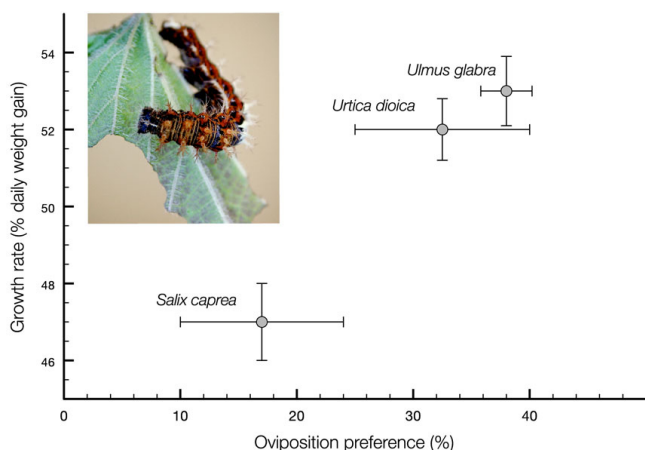 54
52
50
48
46
Growth rate (% daily weight gain)
Ulmus glabra
Urtica dioica
Salix caprea
0
10
20
30
40
Oviposition preference (%)